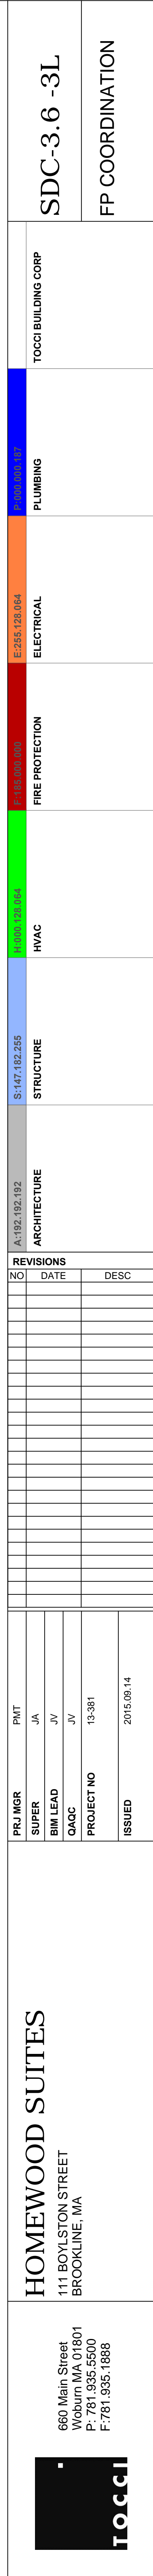 TOCCI
660 Main Street
Woburn MA 01801
P: 781.935.5500
F:781.935.1888
HOMEWOOD SUITES
111 BOYLSTON STREET
BROOKLINE, MA
PRJ MGR PMT
SUPER JA
BIM LEAD JV
QAQC JV
PROJECT NO 13-381
ISSUED 2015.09.14
REVISIONS
NO DATE DESC
A:192.192.192
ARCHITECTURE
S:147.182.255
STRUCTURE
H:000.128.064
HVAC
F:185.000.000.
FIRE PROTECTION
E:255.128.064
ELECTRICAL
P:000.000.187
PLUMBING
TOCCI BUILDING CORP
SDC-3.6 -3L
FP COORDINATION